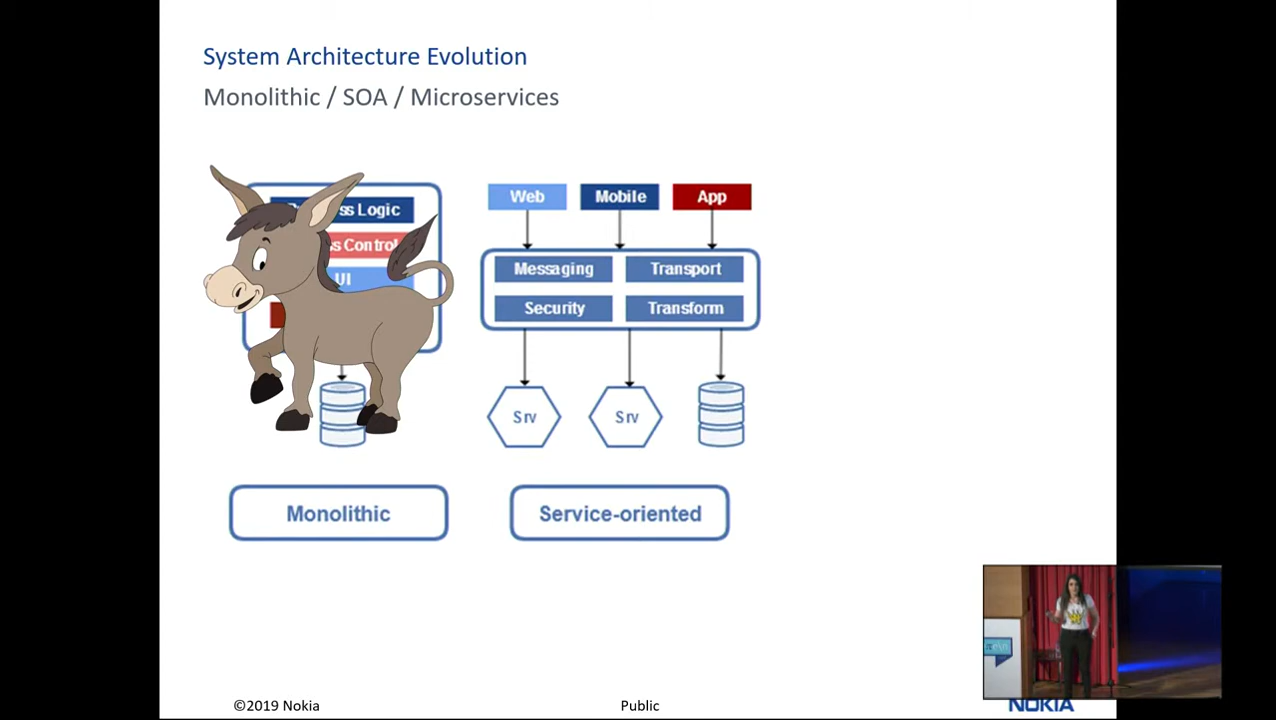 System Architecture Evolution
Monolithic / SOA / Microservices
ss Logic
ss Control
UI
Web
Mobile
App
Messaging
Transport
Security
Transform
Srv
Srv
Monolithic
Service-oriented
©2019 Nokia
Public
NOKIA